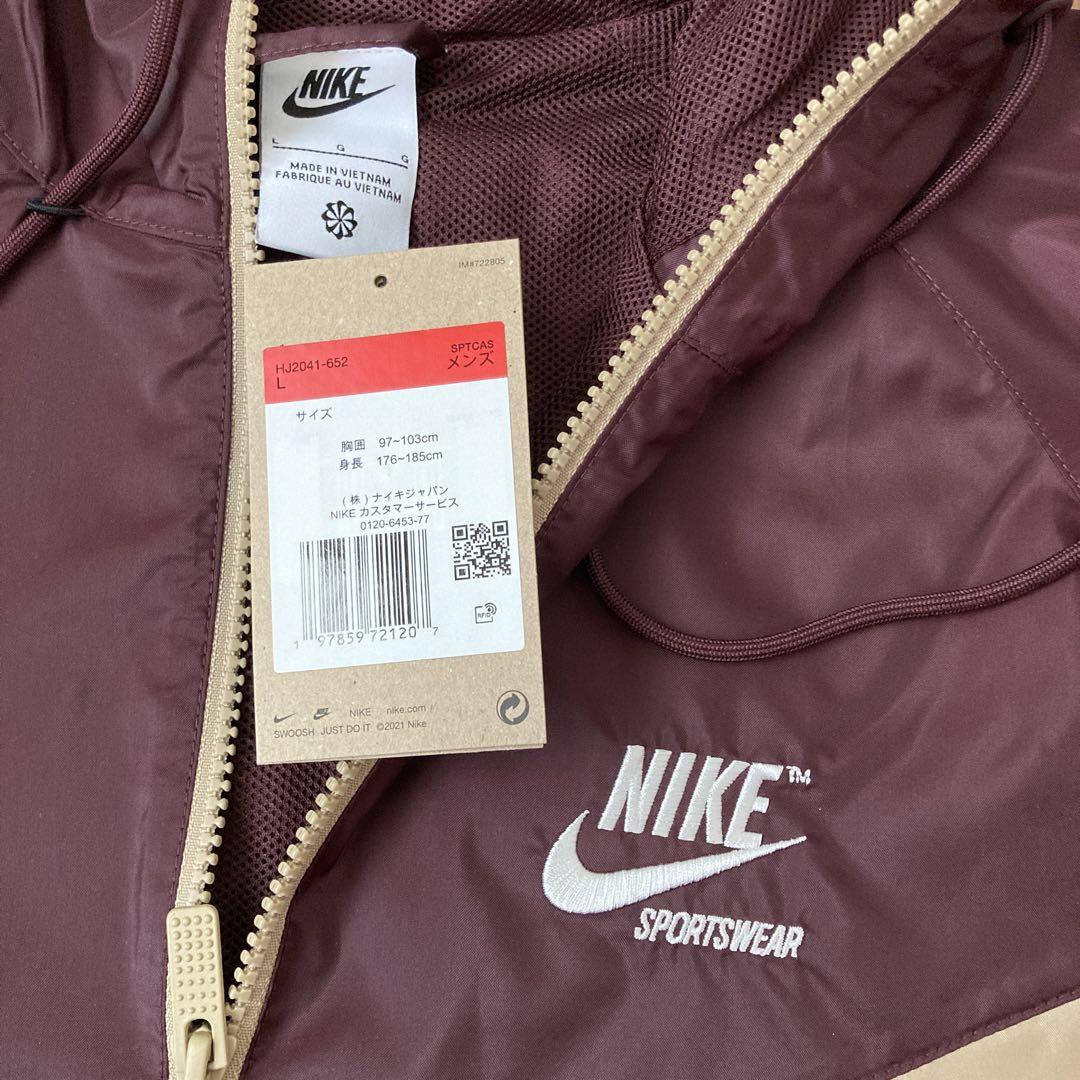 NIKE
L G G
MADE IN VIETNAM
FABRIQUE AU VIETNAM
IM#722805
HJ2041-652 SPTCAS
L メンズ
サイズ
胸囲 97~103cm
身長 176~185cm
(株)ナイキジャパン
NIKE カスタマーサービス
0120-6453-77
1 97859 72120 7
RFID
NIKE nike.com
SWOOSH JUST DO IT ©2021 Nike
NIKE™
SPORTSWEAR